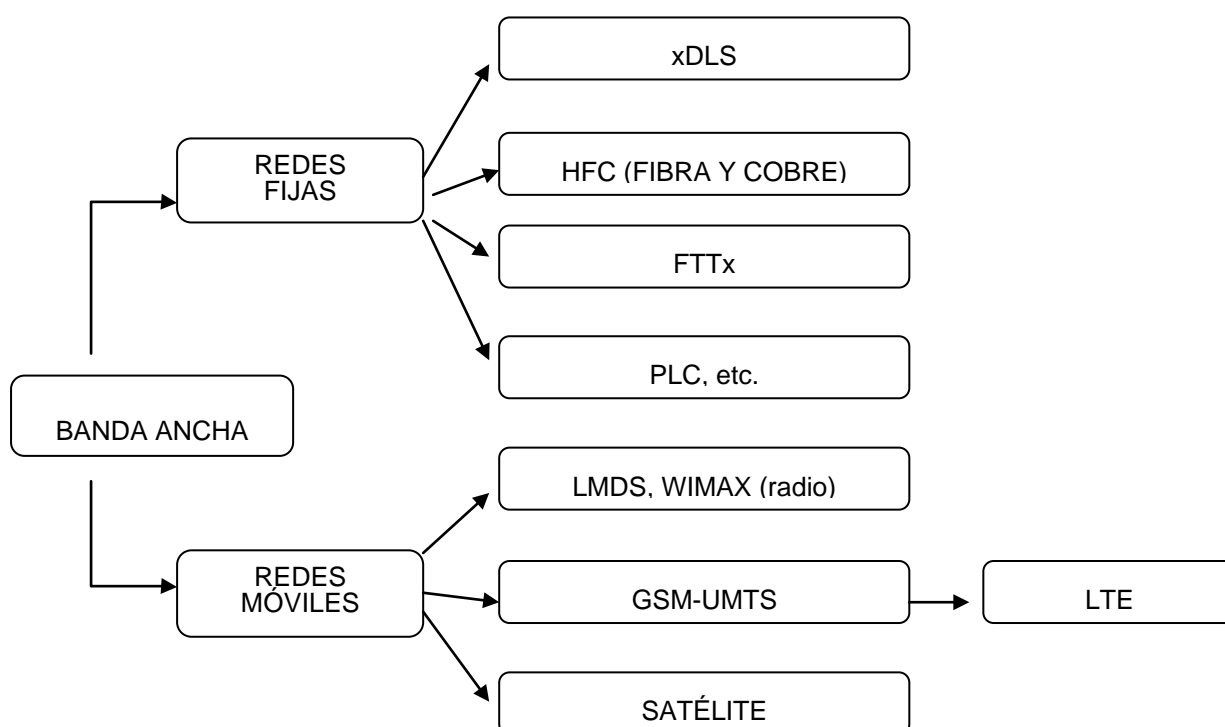 xDLS
REDES
FIJAS
HFC (FIBRA Y COBRE)
FTTx
PLC, etc.
BANDA ANCHA
LMDS, WIMAX (radio)
REDES
MÓVILES
GSM-UMTS
LTE
SATÉLITE